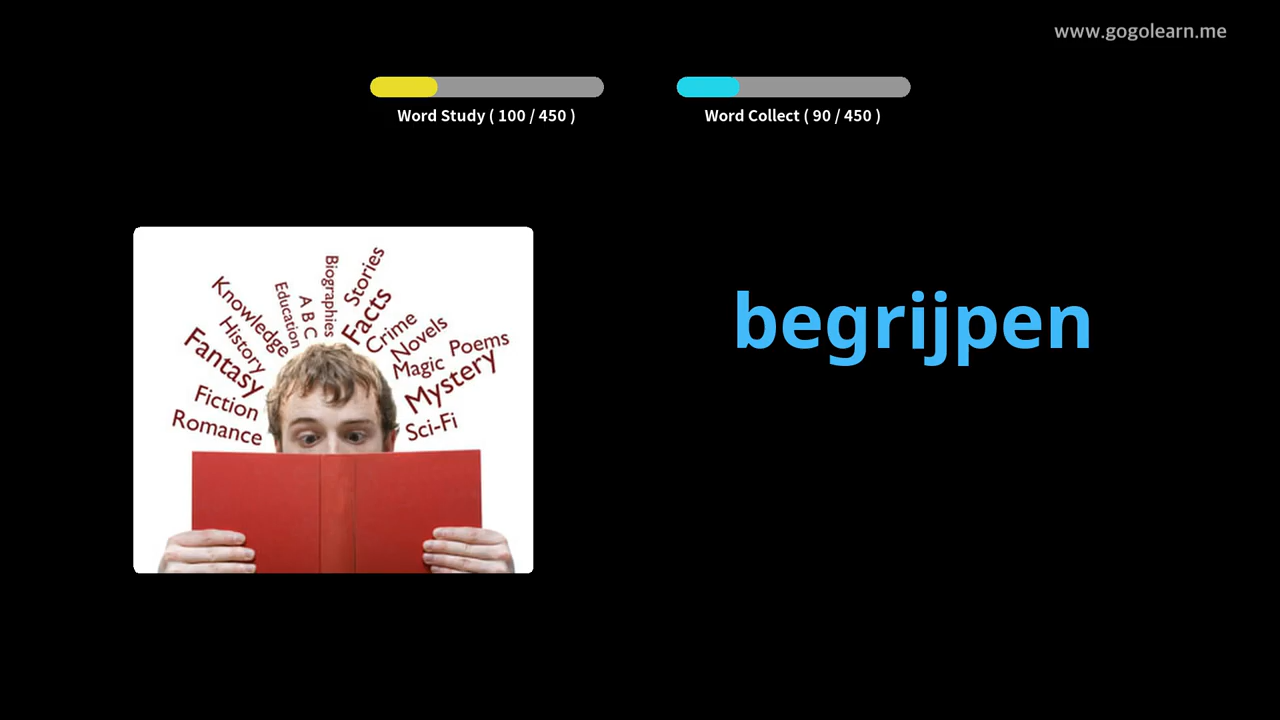 www.gogolearn.me
Word Study ( 100 / 450 )
Word Collect ( 90 / 450 )
begrijpen
Romance
Fiction
Fantasy
History
Knowledge
Education
A B C
Biographies
Stories
Facts
Crime
Novels
Magic
Poems
Mystery
Sci-Fi